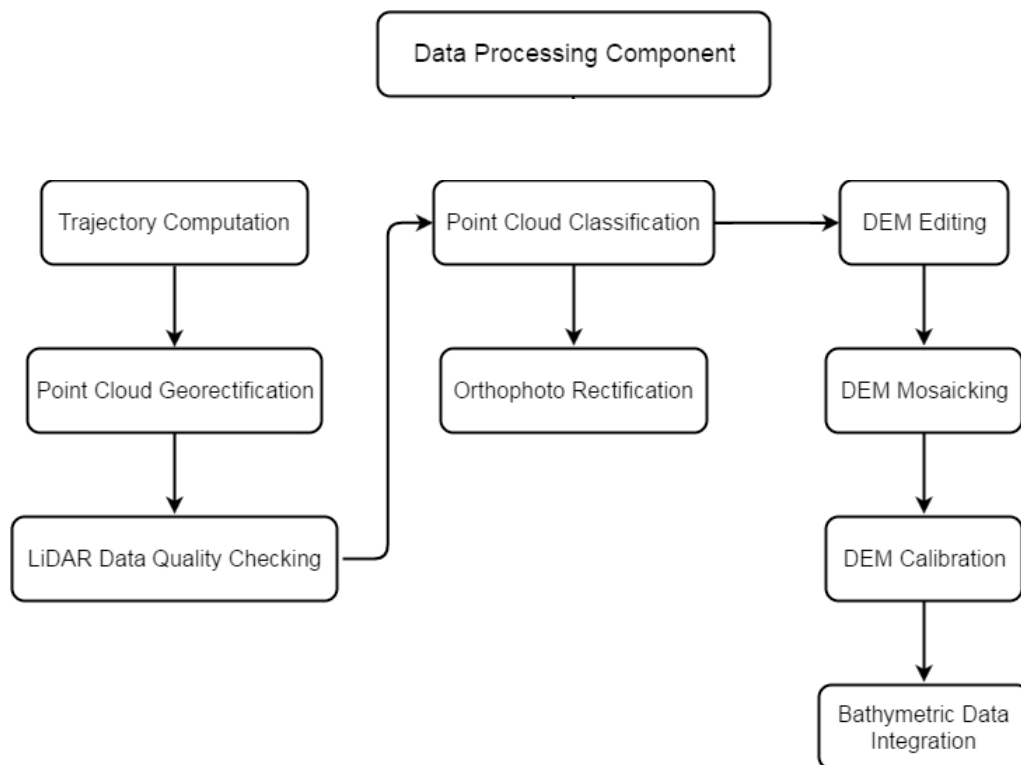 Data Processing Component
Trajectory Computation
Point Cloud Georectification
LiDAR Data Quality Checking
Point Cloud Classification
Orthophoto Rectification
DEM Editing
DEM Mosaicking
DEM Calibration
Bathymetric Data
Integration